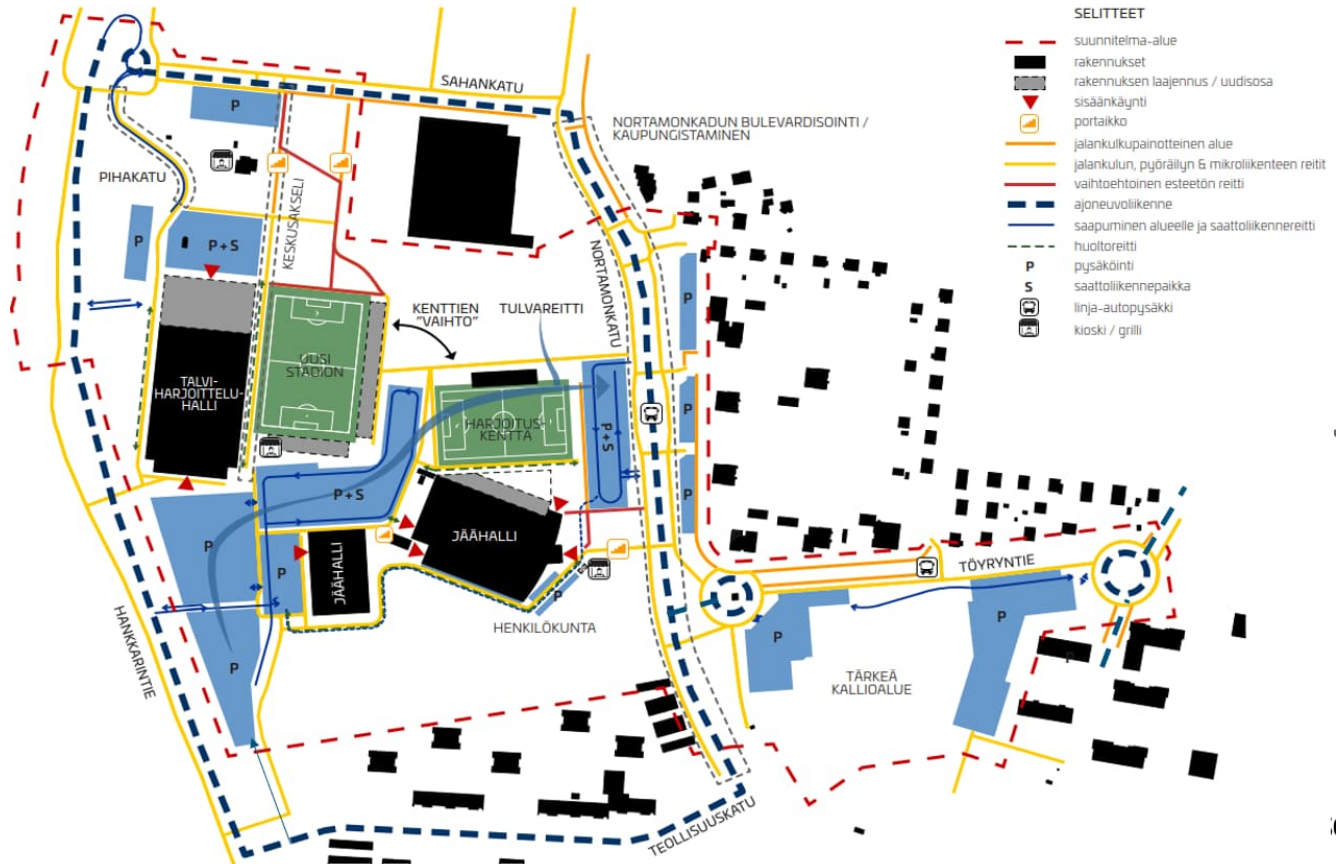 SELITTEET
suunnitelma-alue
rakennukset
rakennuksen laajennus / uudisosa
sisäänkäynti
portaikko
jalankulkupainotteinen alue
jalankulun, pyöräilyn & mikroliikenteen reitit
vaihtoehtoinen esteetön reitti
ajoneuvoliikenne
saapuminen alueelle ja saattoliikennereitti
huoltoreitti
P pysäköinti
S saattoliikennepaikka
linja-autopysäkki
kioski / grilli
SAHANKATU
NORTAMONKADUN BULEVARDISOINTI /
KAUPUNGISTAMINEN
P
PIHAKATU
KESKUSAKSELI
P
P + S
NORTAMONKATU
KENTTIEN
"VAIHTO"
TULVAREITTI
P
UUSI
STADION
TALVI-
HARJOITTELU-
HALLI
HARJOITUS-
KENTTÄ
P
P+S
P + S
P
P
JÄÄHALLI
JÄÄHALLI
P
P
HENKILÖKUNTA
TÖYRYNTIE
HANKKARINTIE
P
P
P
TÄRKEÄ
KALLIOALUE
P
TEOLLISUUSKATU